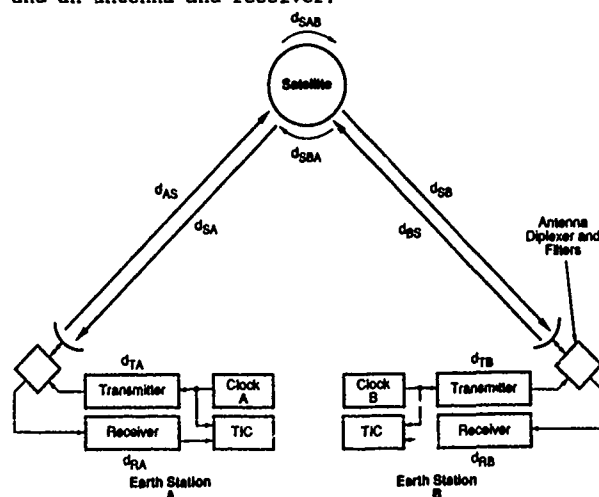 and an antenna and receiver.
dSAB
Satellite
dSBA
dAS
dSA
dSB
dBS
Antenna
Diplexer and
Filters
dTA
Transmitter
Clock
A
Receiver
TIC
dRA
Earth Station
A
dTB
Clock
B
Transmitter
TIC
Receiver
dRB
Earth Station
B